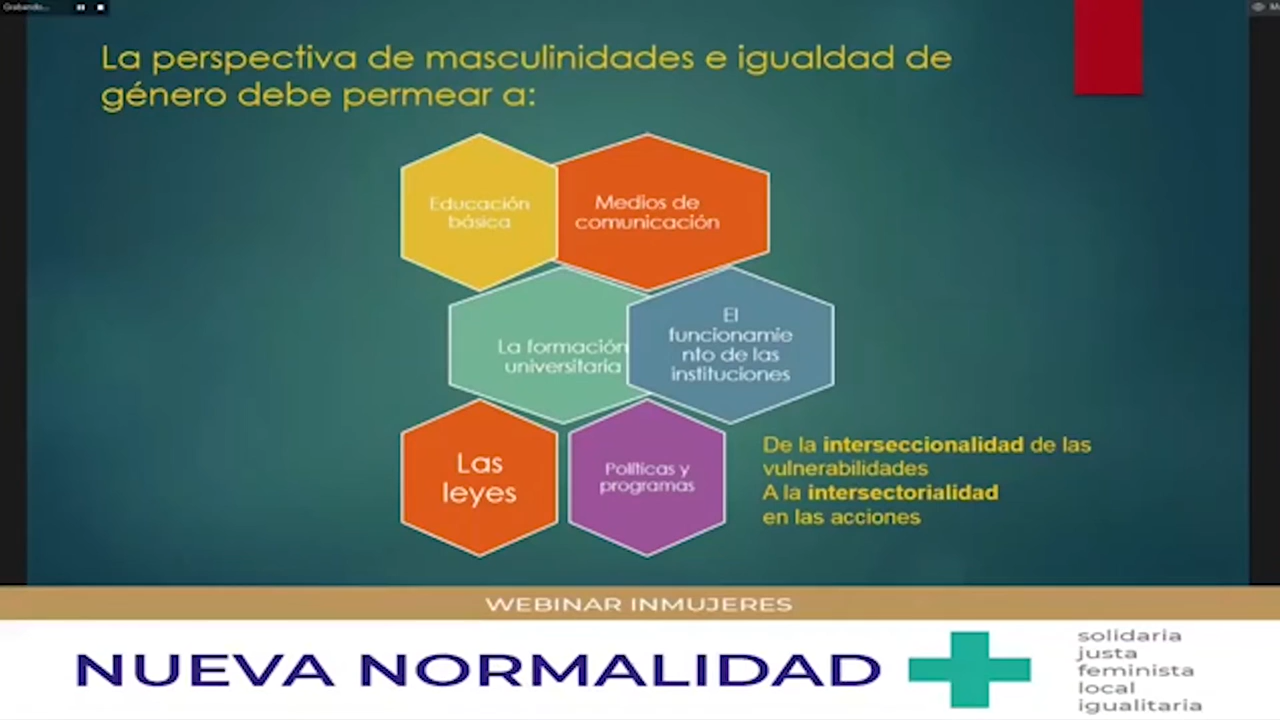 Grabando...
La perspectiva de masculinidades e igualdad de
género debe permear a:
Educación
básica
Medios de
comunicación
La formación
universitaria
El
funcionamie
nto de las
instituciones
Las
leyes
Políticas y
programas
De la interseccionalidad de las
vulnerabilidades
A la intersectorialidad
en las acciones
WEBINAR INMUJERES
NUEVA NORMALIDAD
solidaria
justa
feminista
local
igualitaria